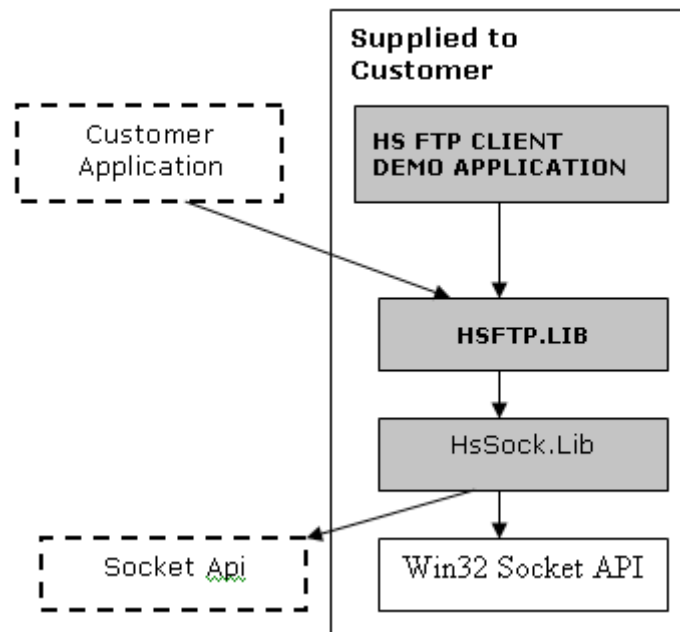 Supplied to
Customer
Customer
Application
HS FTP CLIENT
DEMO APPLICATION
HSFTP.LIB
HsSock.Lib
Socket Api
Win32 Socket API